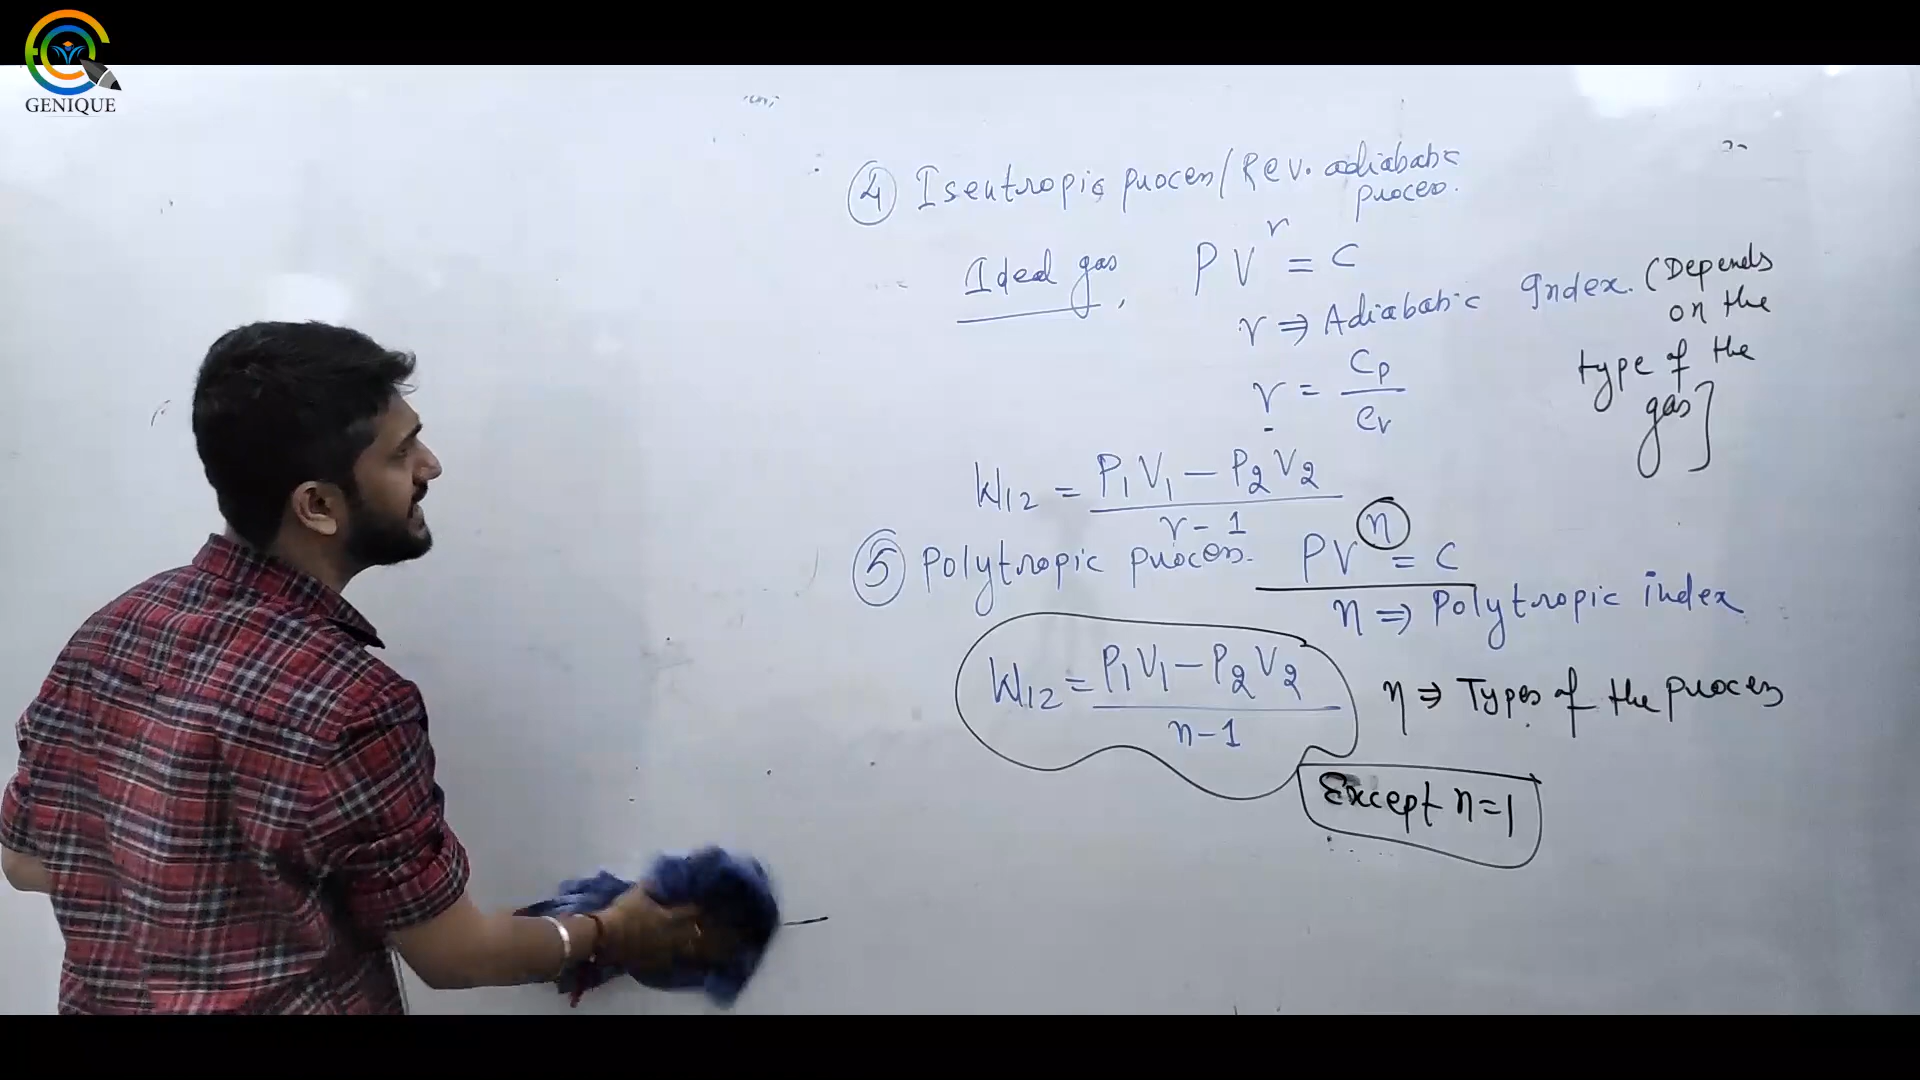 GENIQUE
④ Isentropic process/Rev. adiabatic
process.
Ideal gas, PV^γ = C
γ ⇒ Adiabatic Index. (Depends
on the
type of the
gas]
γ = Cp/Cv
W12 = P1V1 - P2V2 / γ - 1
⑤ Polytropic process. PV^n = C
n ⇒ Polytropic index
W12 = P1V1 - P2V2 / n-1
n ⇒ Types of the process
Except n=1